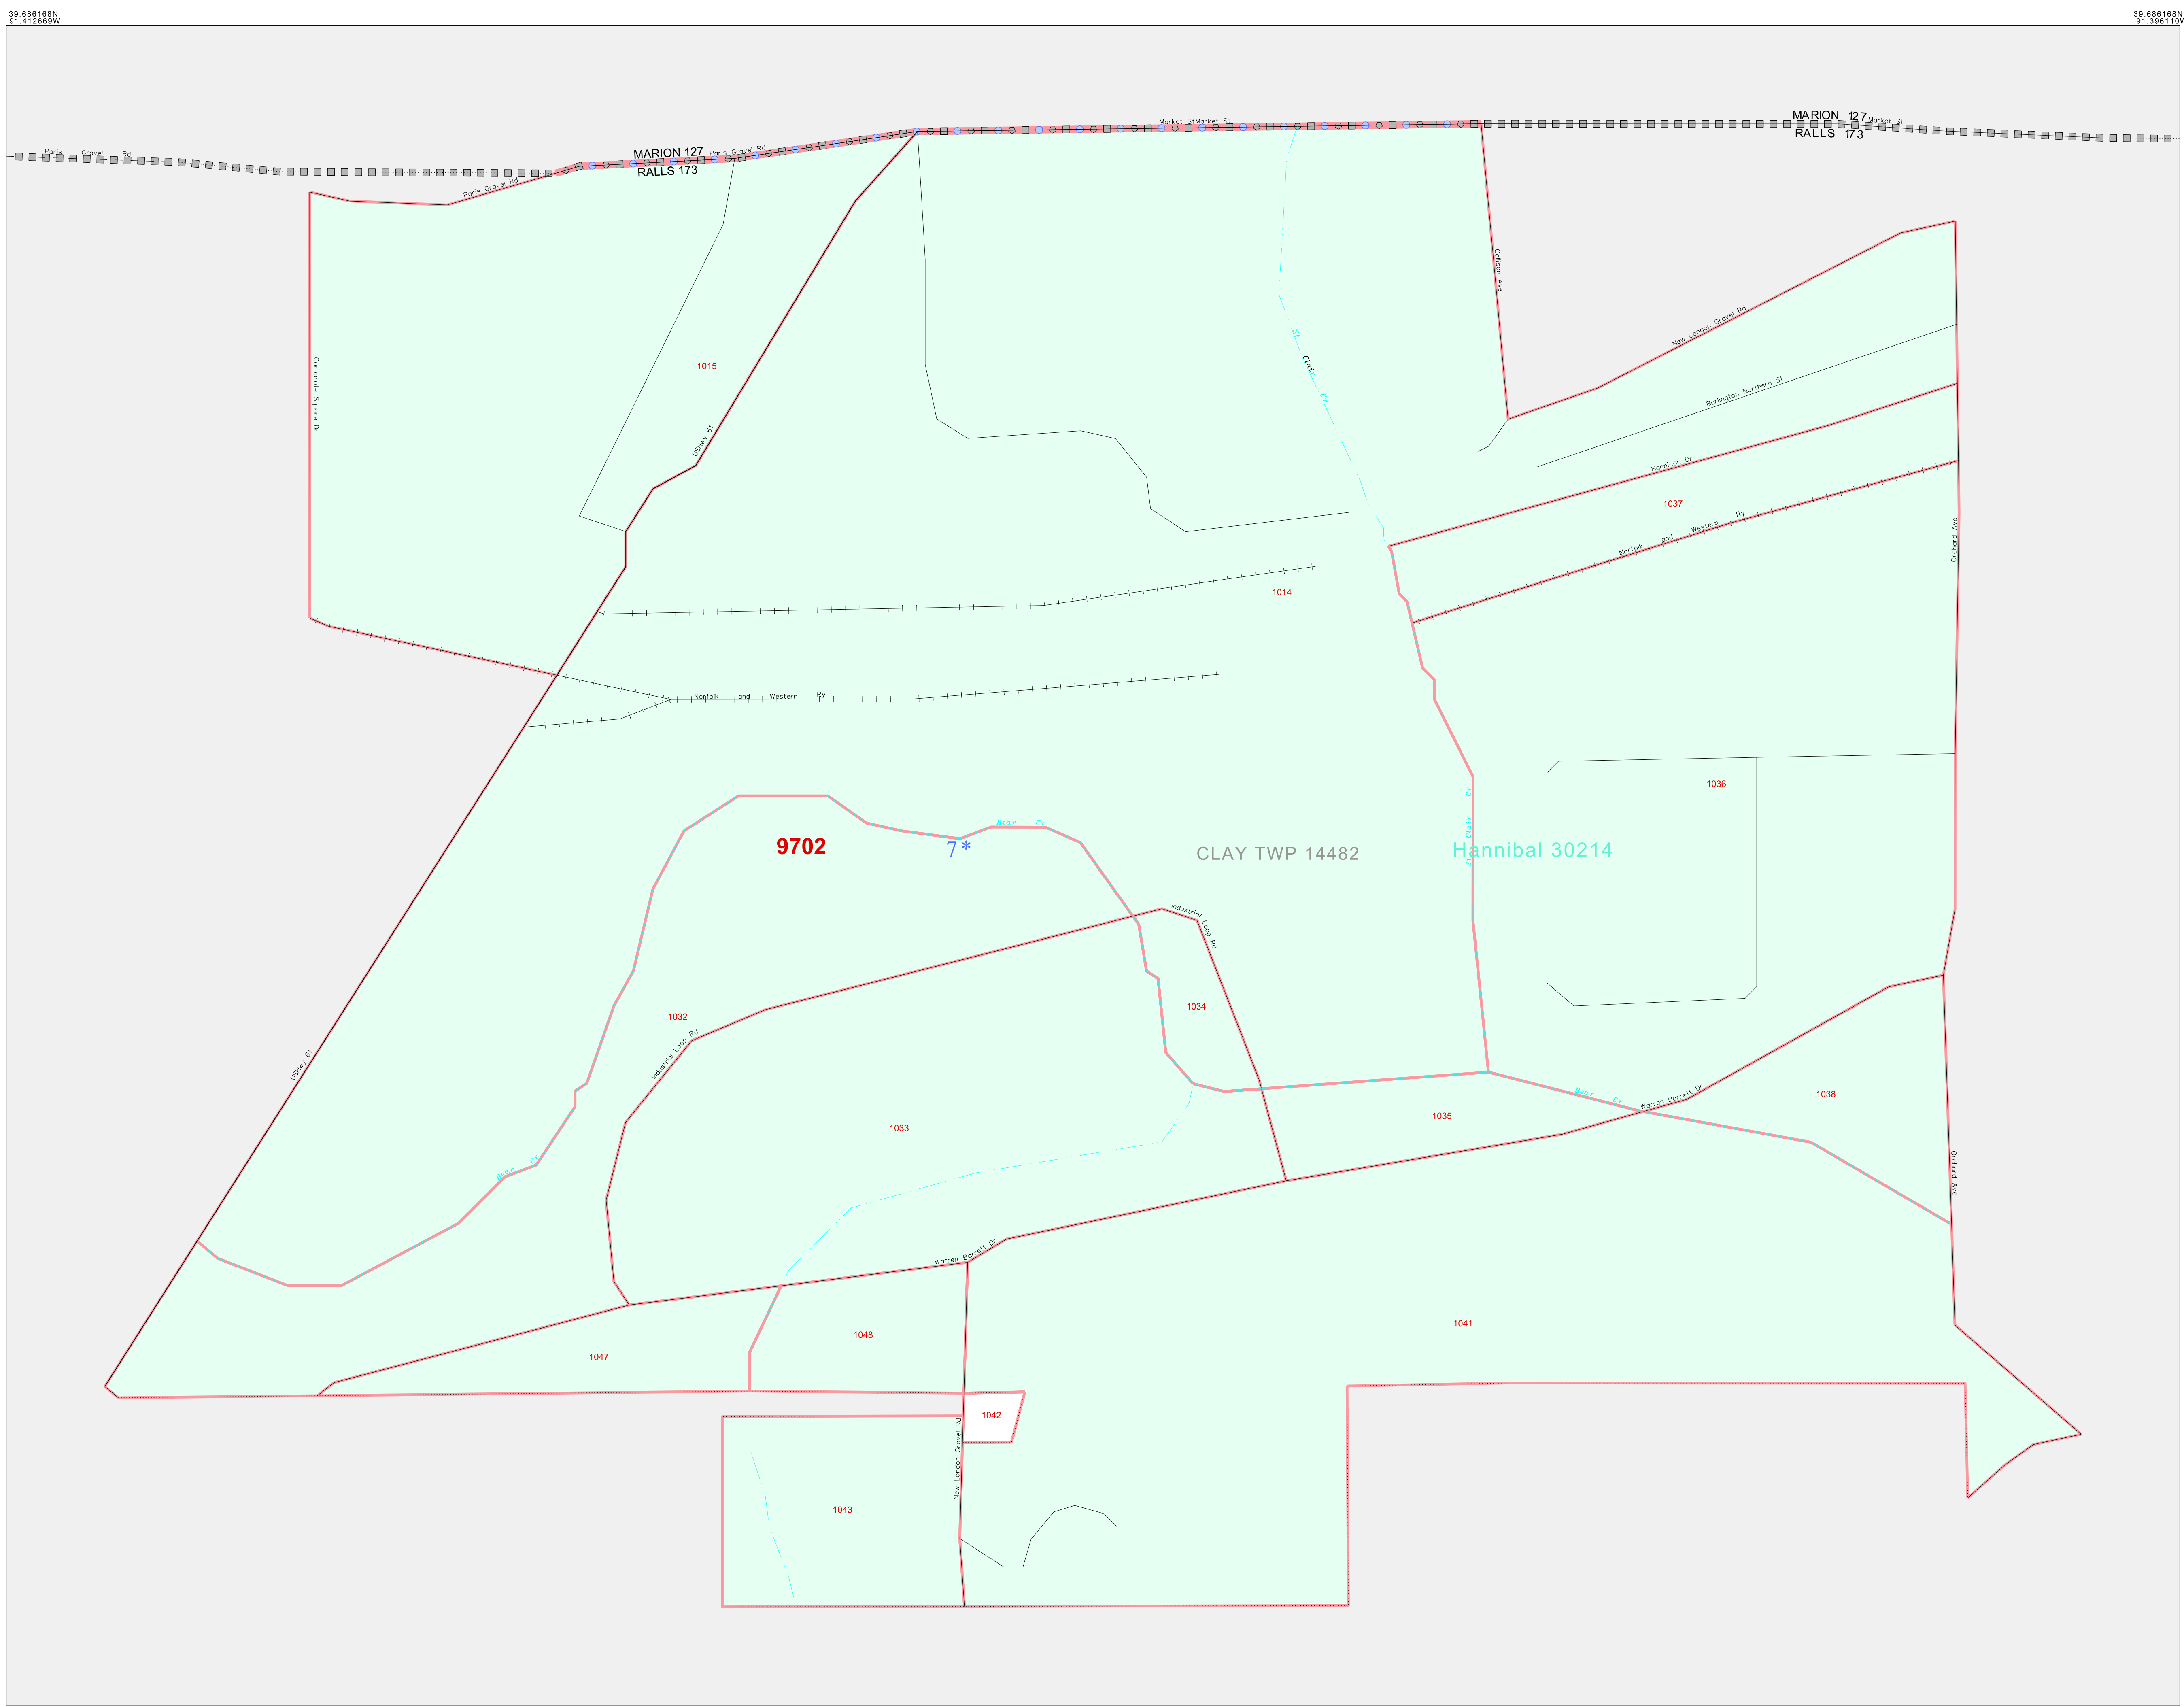 39.686168N
91.412669W
39.686168N
91.396110W
MARION 127
Market St
RALLS 173
Market StMarket St
MARION 127
Paris Gravel Rd
RALLS 173
Paris Gravel Rd
Paris Gravel Rd
Collison Ave
New London Gravel Rd
St Clair Cr
Corporate Square Dr
1015
Burlington Northern St
USHwy 61
Hannicon Dr
1037
Norfolk and Western Ry
Orchard Ave
1014
Norfolk and Western Ry
1036
St Clair Cr
Bear Cr
9702
7*
CLAY TWP 14482
Hannibal 30214
Industrial Loop Rd
1034
1032
Industrial Loop Rd
USHwy 61
Bear Cr
Warren Barrett Dr
1038
1035
1033
Bear Cr
Orchard Ave
Warren Barrett Dr
1041
1048
1047
1042
New London Gravel Rd
1043